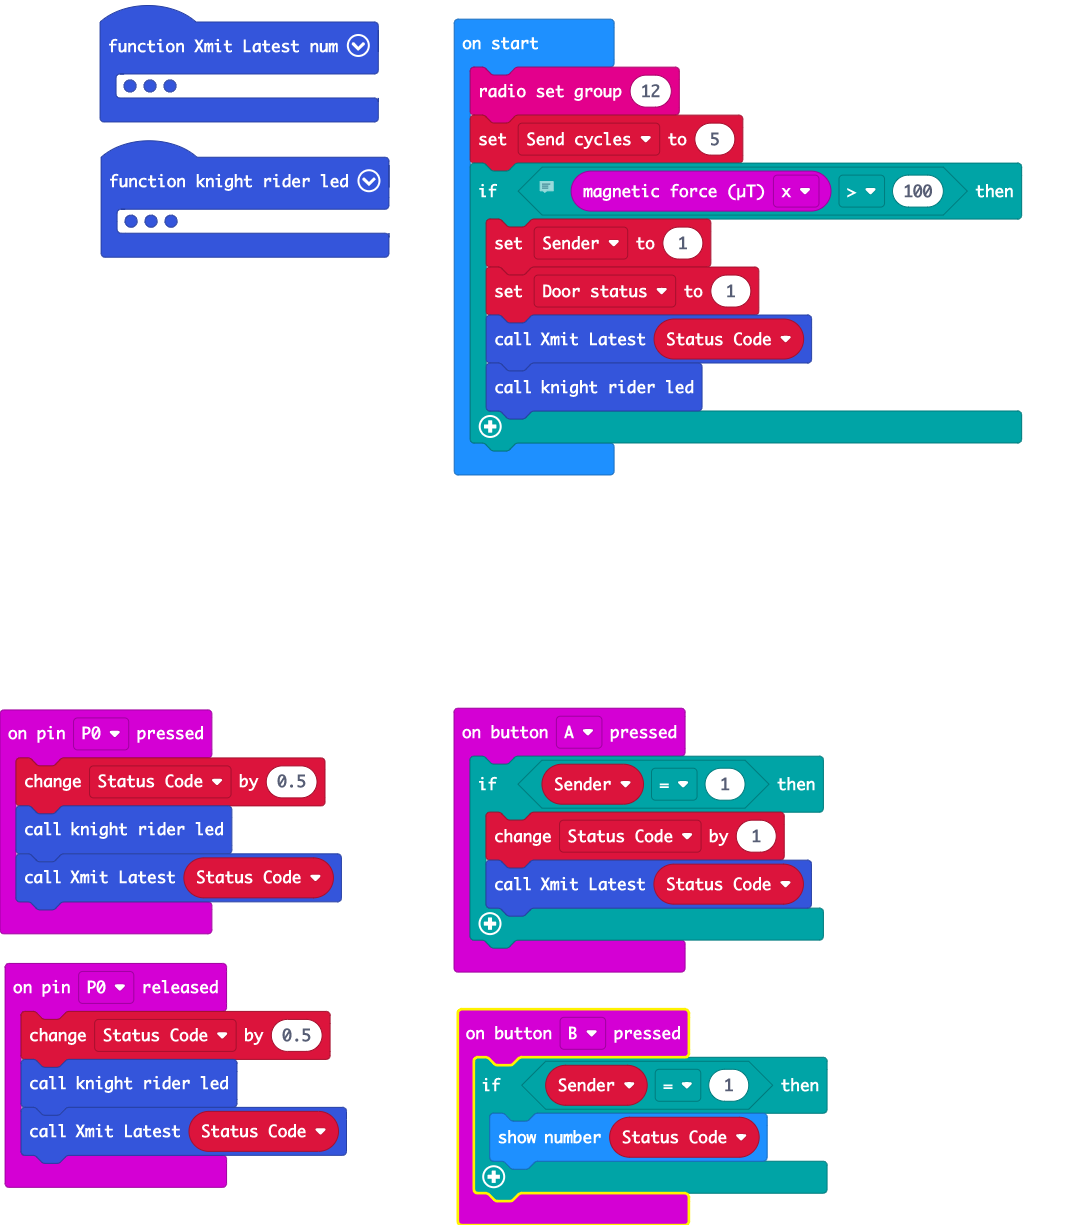 function Xmit Latest num
function knight rider led
on start
radio set group 12
set Send cycles to 5
if magnetic force (µT) x > 100 then
set Sender to 1
set Door status to 1
call Xmit Latest Status Code
call knight rider led
on pin P0 pressed
change Status Code by 0.5
call knight rider led
call Xmit Latest Status Code
on pin P0 released
change Status Code by 0.5
call knight rider led
call Xmit Latest Status Code
on button A pressed
if Sender = 1 then
change Status Code by 1
call Xmit Latest Status Code
on button B pressed
if Sender = 1 then
show number Status Code